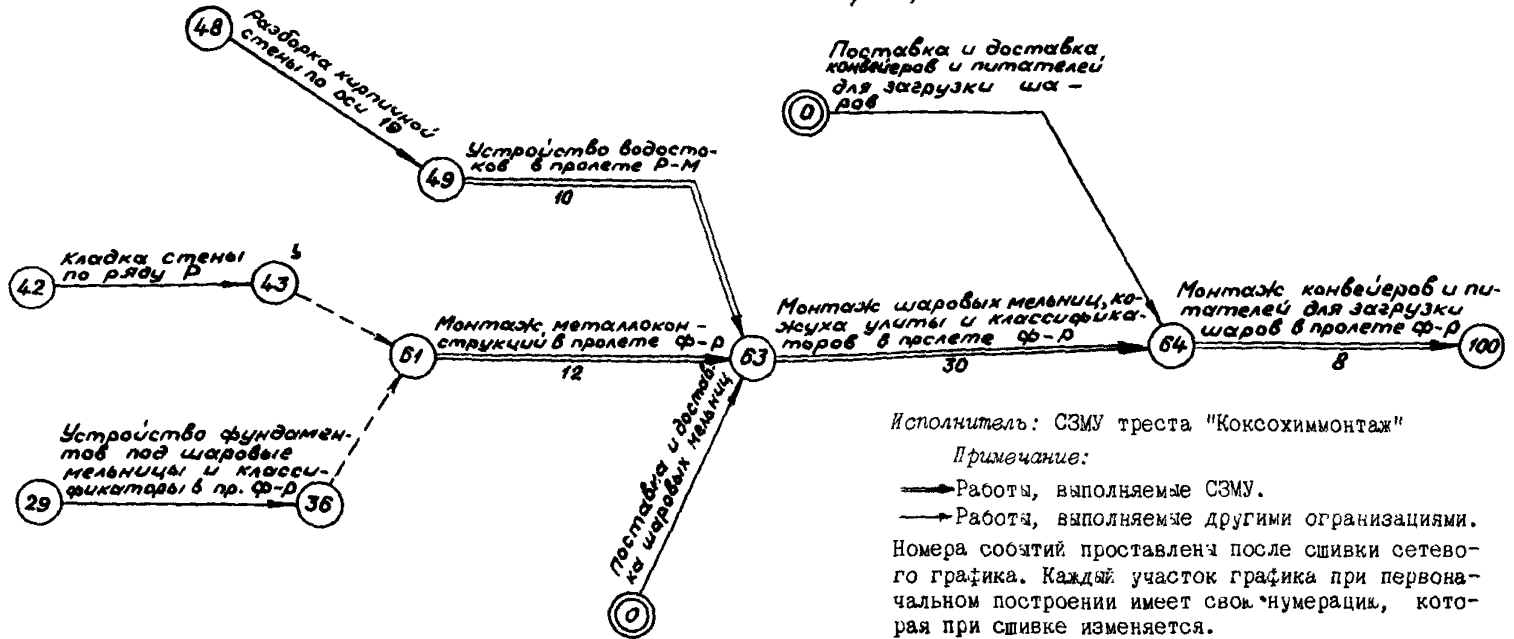 48
Разборка кирпичной
стены по оси 19
Поставка и доставка
конвейеров и питателей
для загрузки ша-
ров
0
49
Устройство водосто-
ков в пролете Р-М
10
42
Кладка стены
по ряду Р
43
61
Монтаж металлокон-
струкций в пролете Ф-Р
12
63
Монтаж шаровых мельниц, ко-
жуха улиты и классифика-
торов в пролете Ф-Р
30
64
Монтаж конвейеров и пи-
тателей для загрузки
шаров в пролете Ф-Р
8
100
Устройство фундамен-
тов под шаровые
мельницы и класси-
фикаторы в пр. Ф-Р
29
36
Поставка и достав-
ка шаровых мельниц
0
Исполнитель: СЗМУ треста "Коксохиммонтаж"
Примечание:
Работы, выполняемые СЗМУ.
Работы, выполняемые другими огранизациями.
Номера событий проставлены после сшивки сетево-
го графика. Каждый участок графика при первона-
чальном построении имеет свою нумерацию, кото-
рая при сшивке изменяется.